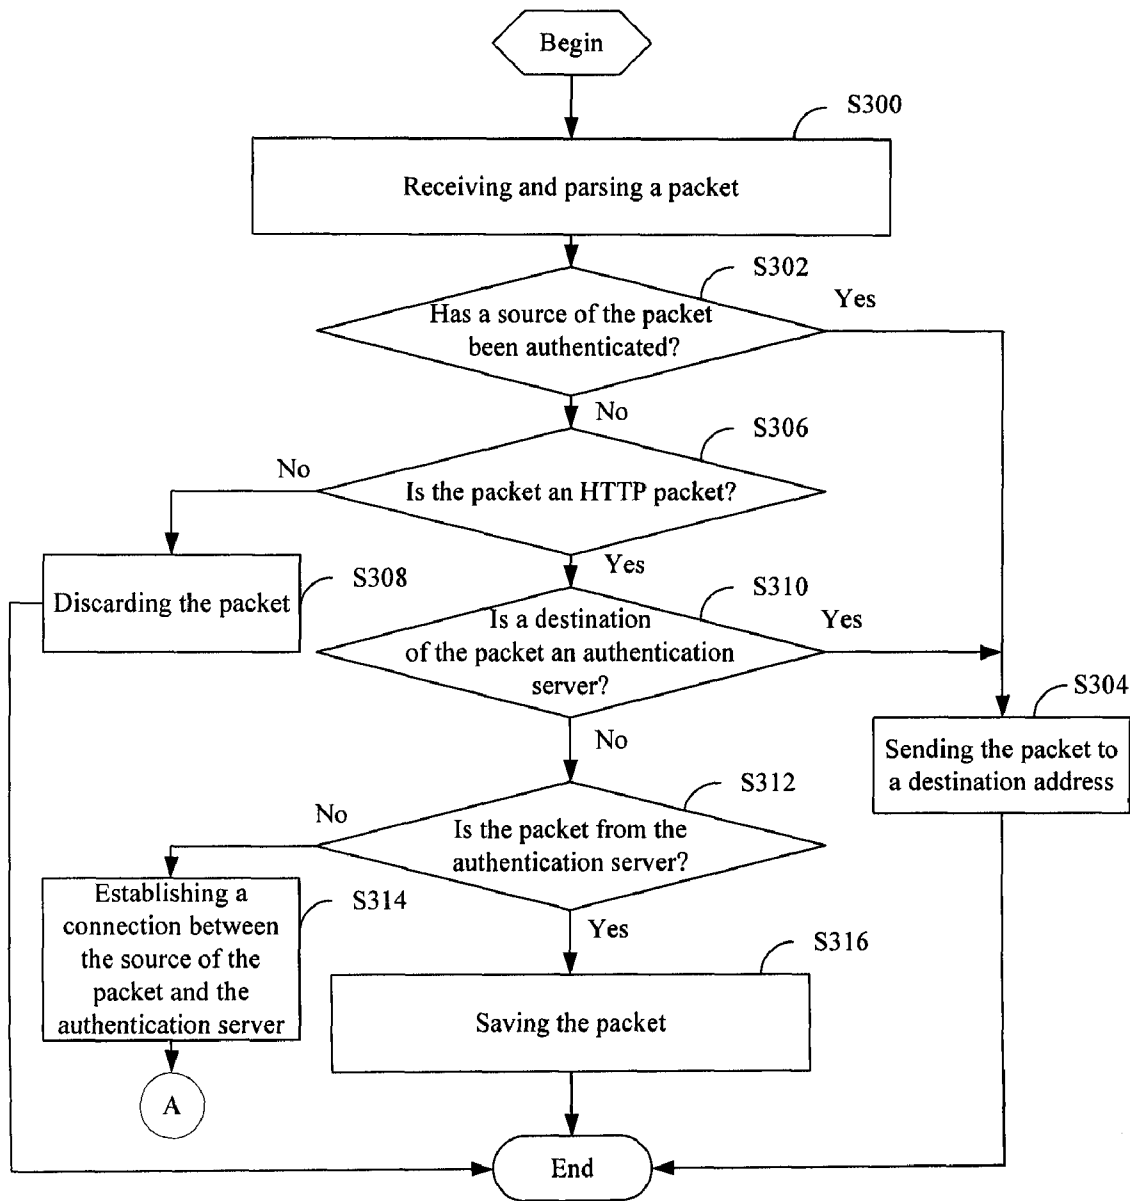 Begin
S300
Receiving and parsing a packet
S302
Yes
Has a source of the packet
been authenticated?
No
S306
No
Is the packet an HTTP packet?
Yes
S308
Discarding the packet
S310
Yes
Is a destination
of the packet an authentication
server?
S304
Sending the packet to
a destination address
No
S312
No
Is the packet from the
authentication server?
S314
Establishing a
connection between
the source of the
packet and the
authentication server
Yes
S316
Saving the packet
A
End